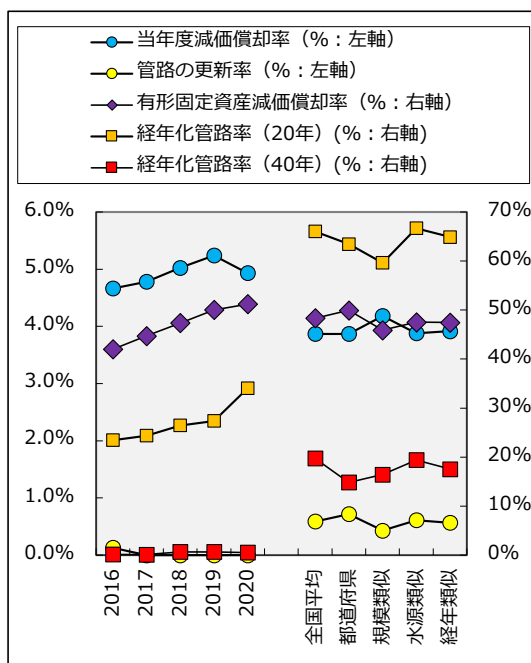 当年度減価償却率（%：左軸）
管路の更新率（%：左軸）
有形固定資産減価償却率（%：右軸）
経年化管路率（20年）(%：右軸)
経年化管路率（40年）(%：右軸)
6.0%
5.0%
4.0%
3.0%
2.0%
1.0%
0.0%
70%
60%
50%
40%
30%
20%
10%
0%
2016
2017
2018
2019
2020
全国平均
都道府県
規模類似
水源類似
経年類似